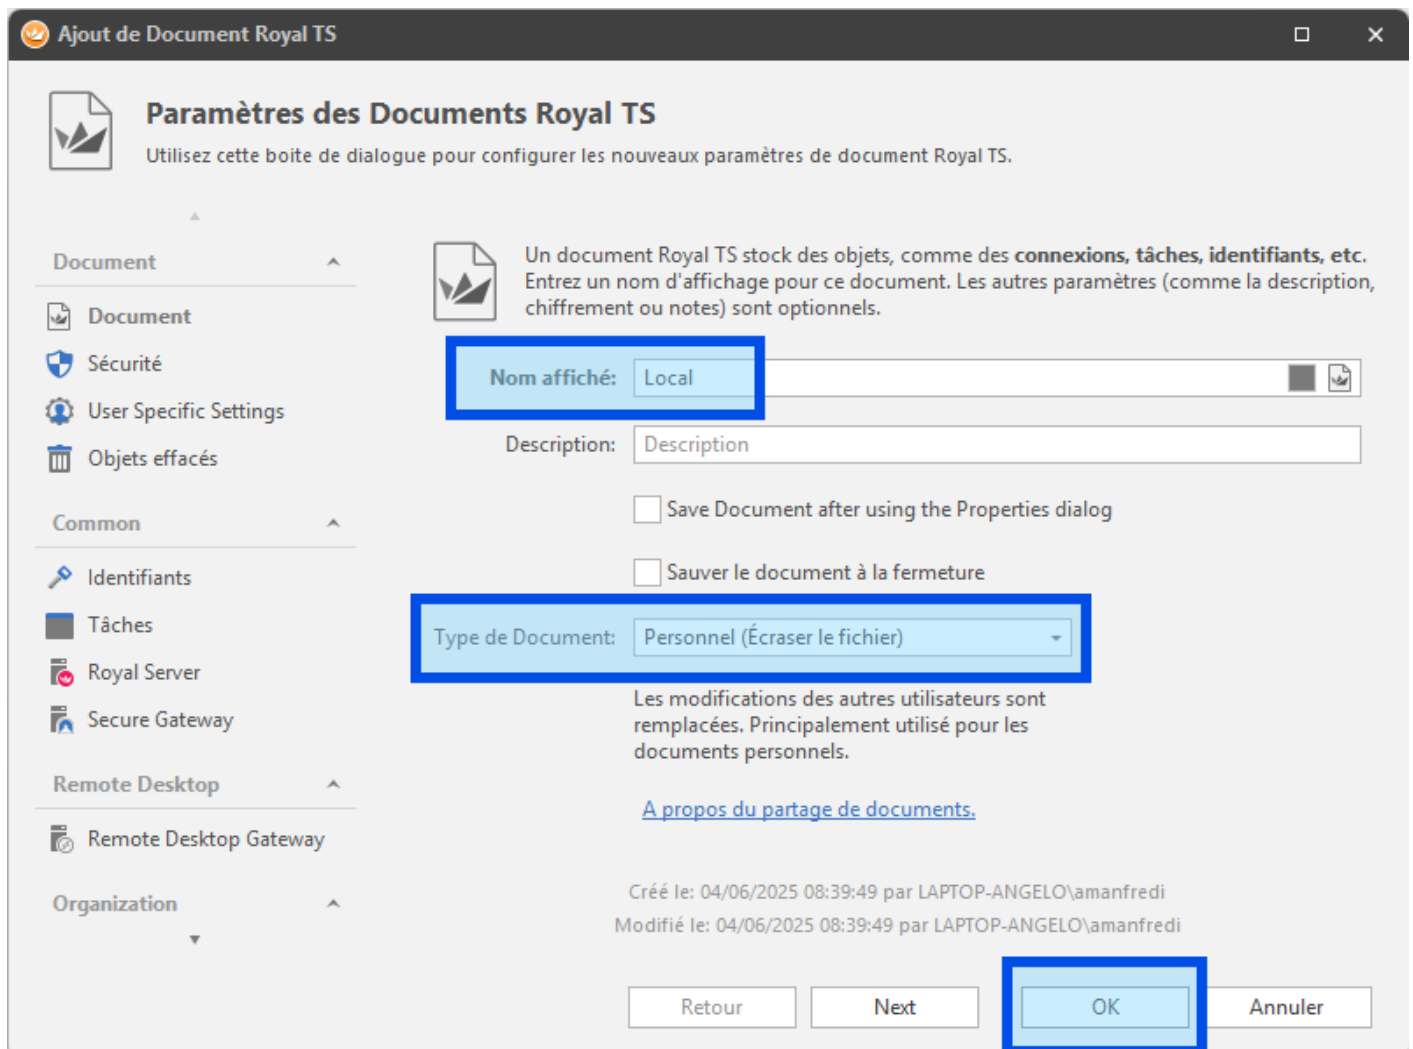 Ajout de Document Royal TS
Paramètres des Documents Royal TS
Utilisez cette boite de dialogue pour configurer les nouveaux paramètres de document Royal TS.
Document
Document
Sécurité
User Specific Settings
Objets effacés
Common
Identifiants
Tâches
Royal Server
Secure Gateway
Remote Desktop
Remote Desktop Gateway
Organization
Un document Royal TS stock des objets, comme des connexions, tâches, identifiants, etc.
Entrez un nom d'affichage pour ce document. Les autres paramètres (comme la description,
chiffrement ou notes) sont optionnels.
Nom affiché: Local
Description: Description
Save Document after using the Properties dialog
Sauver le document à la fermeture
Type de Document: Personnel (Écraser le fichier)
Les modifications des autres utilisateurs sont
remplacées. Principalement utilisé pour les
documents personnels.
A propos du partage de documents.
Créé le: 04/06/2025 08:39:49 par LAPTOP-ANGELO\amanfredi
Modifié le: 04/06/2025 08:39:49 par LAPTOP-ANGELO\amanfredi
Retour Next OK Annuler